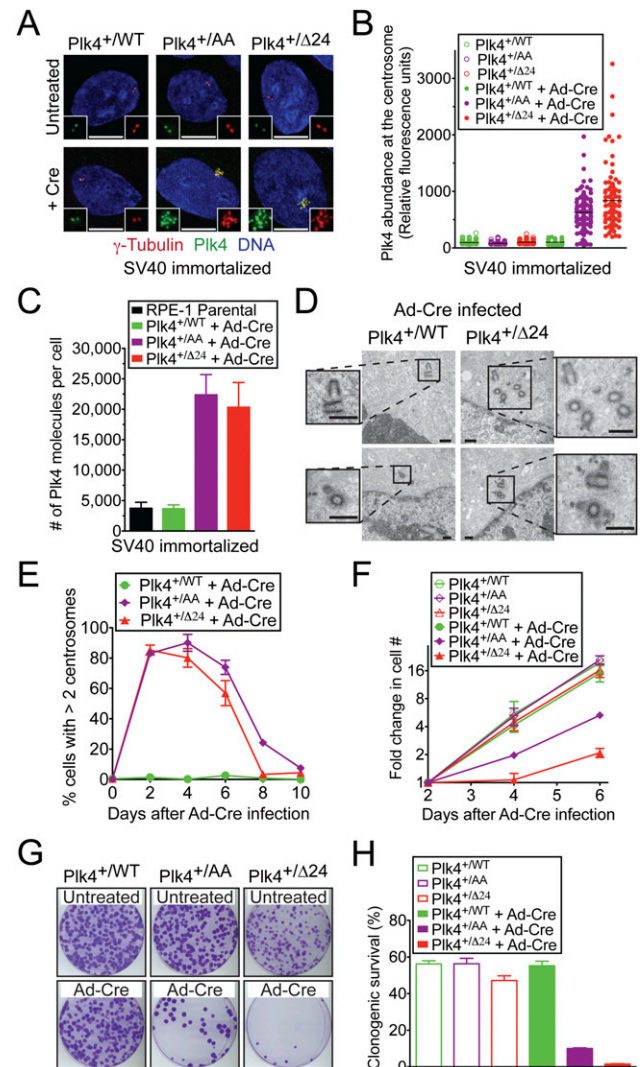 A
Plk4+/WT Plk4+/AA Plk4+/Δ24
Untreated
+ Cre
γ-Tubulin Plk4 DNA
SV40 immortalized
B
Plk4+/WT
Plk4+/AA
Plk4+/Δ24
Plk4+/WT + Ad-Cre
Plk4+/AA + Ad-Cre
Plk4+/Δ24 + Ad-Cre
Plk4 abundance at the centrosome
(Relative fluorescence units)
3000
2000
1000
500
0
SV40 immortalized
C
RPE-1 Parental
Plk4+/WT + Ad-Cre
Plk4+/AA + Ad-Cre
Plk4+/Δ24 + Ad-Cre
# of Plk4 molecules per cell
30,000
25,000
20,000
15,000
10,000
5,000
0
SV40 immortalized
D
Ad-Cre infected
Plk4+/WT Plk4+/Δ24
E
Plk4+/WT + Ad-Cre
Plk4+/AA + Ad-Cre
Plk4+/Δ24 + Ad-Cre
% cells with > 2 centrosomes
100
80
60
40
20
0
0 2 4 6 8 10
Days after Ad-Cre infection
F
Plk4+/WT
Plk4+/AA
Plk4+/Δ24
Plk4+/WT + Ad-Cre
Plk4+/AA + Ad-Cre
Plk4+/Δ24 + Ad-Cre
Fold change in cell #
16
8
4
2
1
2 4 6
Days after Ad-Cre infection
G
Plk4+/WT Plk4+/AA Plk4+/Δ24
Untreated Untreated Untreated
Ad-Cre Ad-Cre Ad-Cre
H
Plk4+/WT
Plk4+/AA
Plk4+/Δ24
Plk4+/WT + Ad-Cre
Plk4+/AA + Ad-Cre
Plk4+/Δ24 + Ad-Cre
Clonogenic survival (%)
80
60
40
20
0